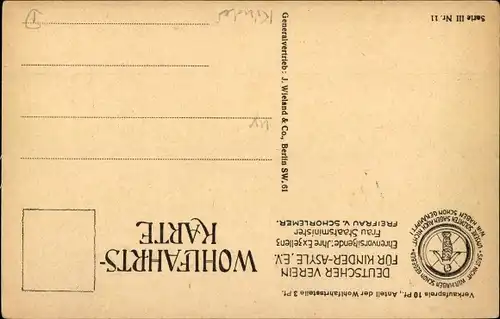 Verkaufspreis 10 Pf., Anteil der Wohlfahrtsstelle 3 Pf.
DEUTSCHER VEREIN
FÜR KINDER-ASYLE, E.V.
Ehrenvorsitzende: Ihre Exzellenz
Frau Staatsminister
FREIFRAU V. SCHORLEMER.
WOHLFAHRTS-
KARTE
Generalvertrieb: J. Wieland & Co., Berlin SW. 61
Serie III Nr. 11
Kinder